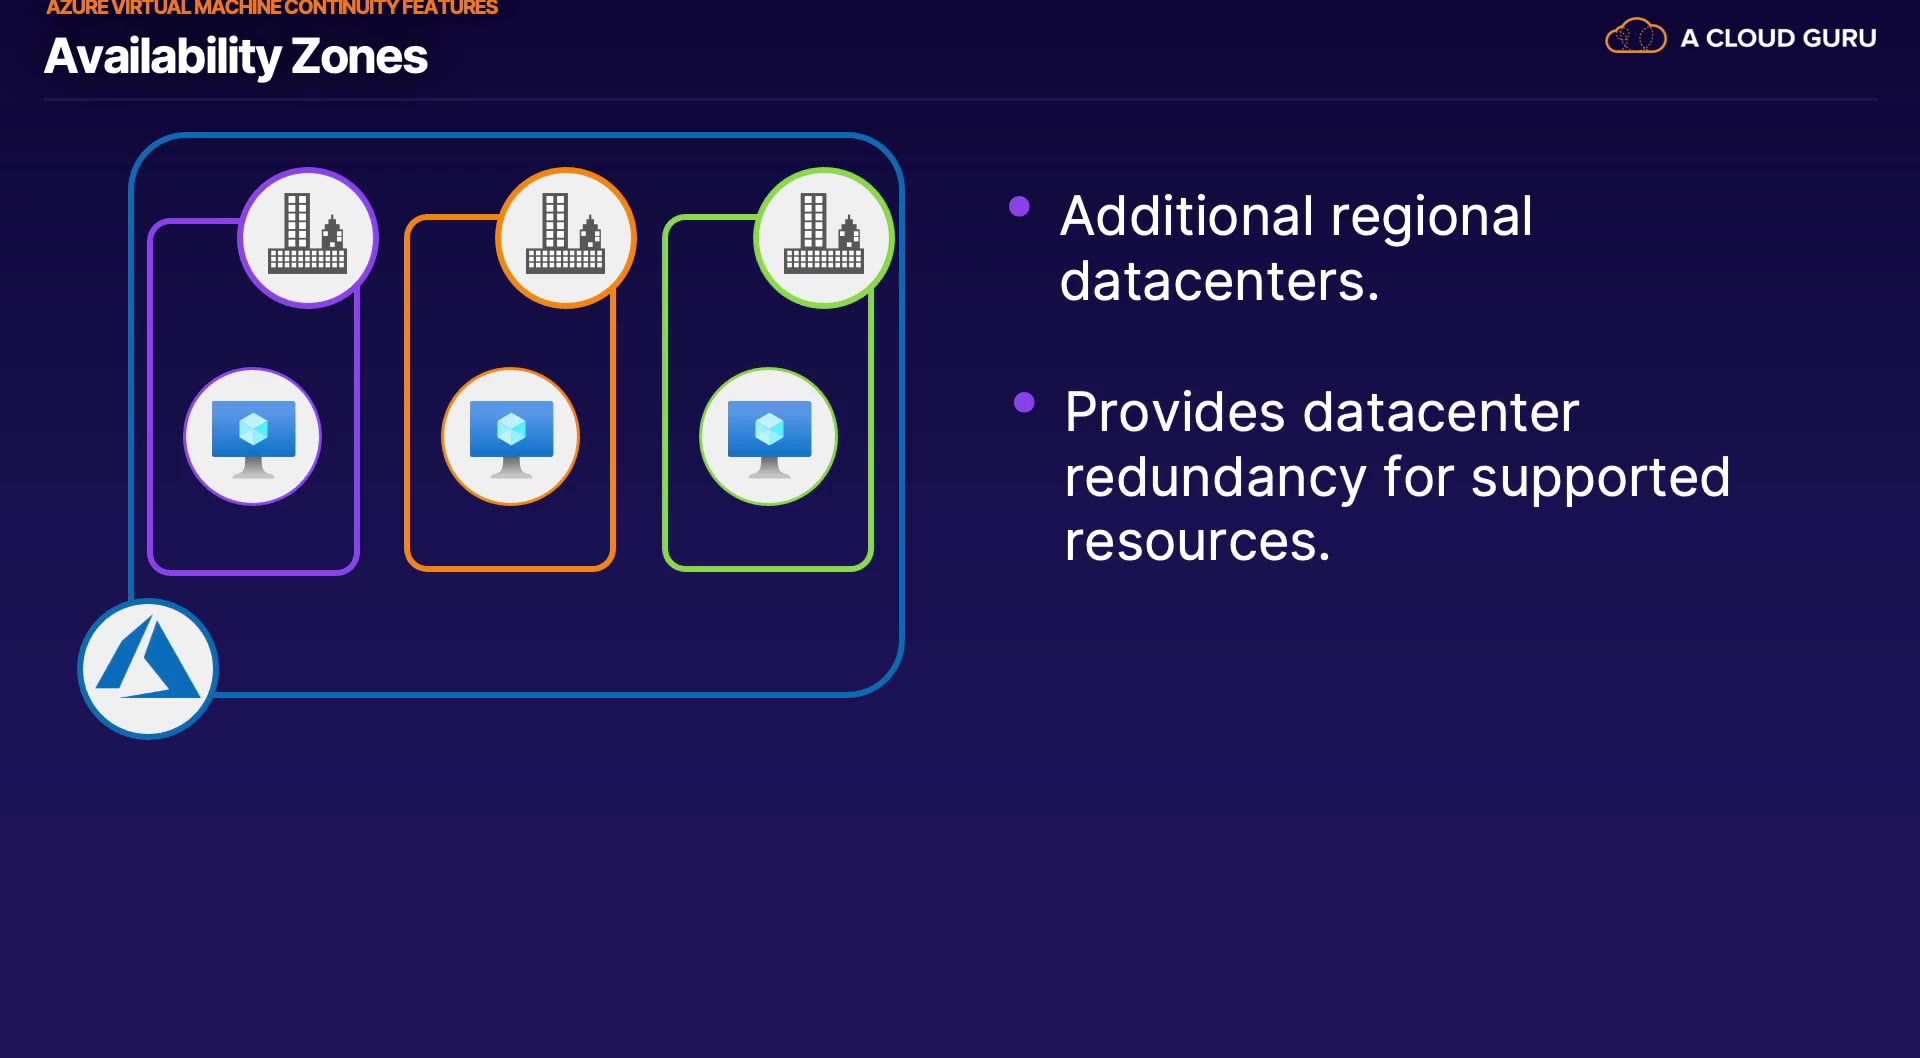 AZURE VIRTUAL MACHINE CONTINUITY FEATURES
Availability Zones
A CLOUD GURU
Additional regional
datacenters.
Provides datacenter
redundancy for supported
resources.